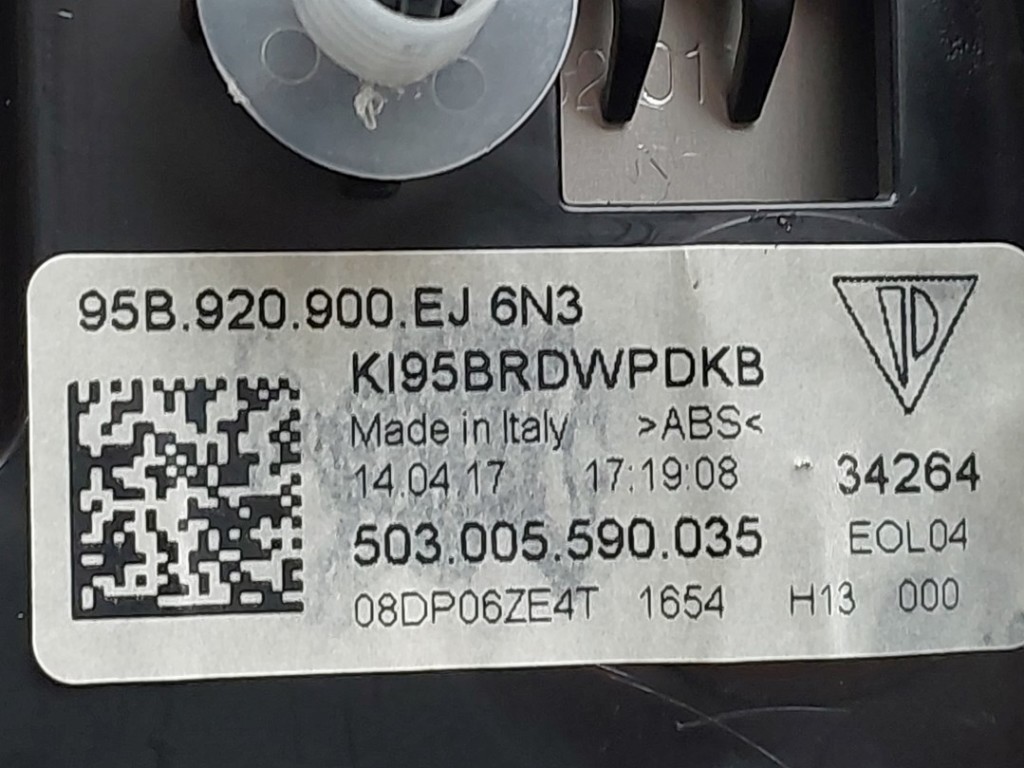 01
95B.920.900.EJ 6N3
KI95BRDWPDKB
Made in Italy >ABS<
14.04.17 17:19:08 34264
503.005.590.035 EOL04
08DP06ZE4T 1654 H13 000